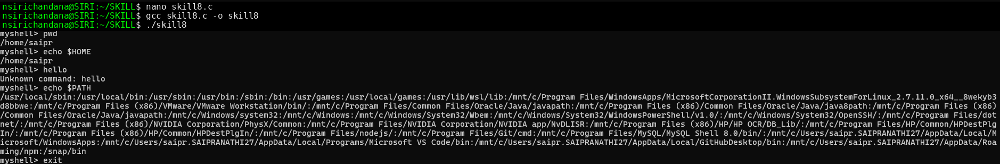 nsirichandana@SIRI:~/SKILL$ nano skill8.c
nsirichandana@SIRI:~/SKILL$ gcc skill8.c -o skill8
nsirichandana@SIRI:~/SKILL$ ./skill8
myshell> pwd
/home/saipr
myshell> echo $HOME
/home/saipr
myshell> hello
Unknown command: hello
myshell> echo $PATH
/usr/local/sbin:/usr/local/bin:/usr/sbin:/usr/bin:/sbin:/bin:/usr/games:/usr/local/games:/usr/lib/wsl/lib:/mnt/c/Program Files/WindowsApps/MicrosoftCorporationII.WindowsSubsystemForLinux_2.7.11.0_x64__8wekyb3
d8bbwe:/mnt/c/Program Files (x86)/VMware/VMware Workstation/bin/:/mnt/c/Program Files/Common Files/Oracle/Java/javapath:/mnt/c/Program Files (x86)/Common Files/Oracle/Java/java8path:/mnt/c/Program Files (x86)
/Common Files/Oracle/Java/javapath:/mnt/c/Windows/system32:/mnt/c/Windows:/mnt/c/Windows/System32/Wbem:/mnt/c/Windows/System32/WindowsPowerShell/v1.0/:/mnt/c/Windows/System32/OpenSSH/:/mnt/c/Program Files/dot
net/:/mnt/c/Program Files (x86)/NVIDIA Corporation/PhysX/Common:/mnt/c/Program Files/NVIDIA Corporation/NVIDIA app/NvDLISR:/mnt/c/Program Files (x86)/HP/HP OCR/DB_Lib/:/mnt/c/Program Files/HP/Common/HPDestPlg
In/:/mnt/c/Program Files (x86)/HP/Common/HPDestPlgIn/:/mnt/c/Program Files/nodejs/:/mnt/c/Program Files/Git/cmd:/mnt/c/Program Files/MySQL/MySQL Shell 8.0/bin/:/mnt/c/Users/saipr.SAIPRANATHI27/AppData/Local/M
icrosoft/WindowsApps:/mnt/c/Users/saipr.SAIPRANATHI27/AppData/Local/Programs/Microsoft VS Code/bin:/mnt/c/Users/saipr.SAIPRANATHI27/AppData/Local/GitHubDesktop/bin:/mnt/c/Users/saipr.SAIPRANATHI27/AppData/Roa
ming/npm:/snap/bin
myshell> exit